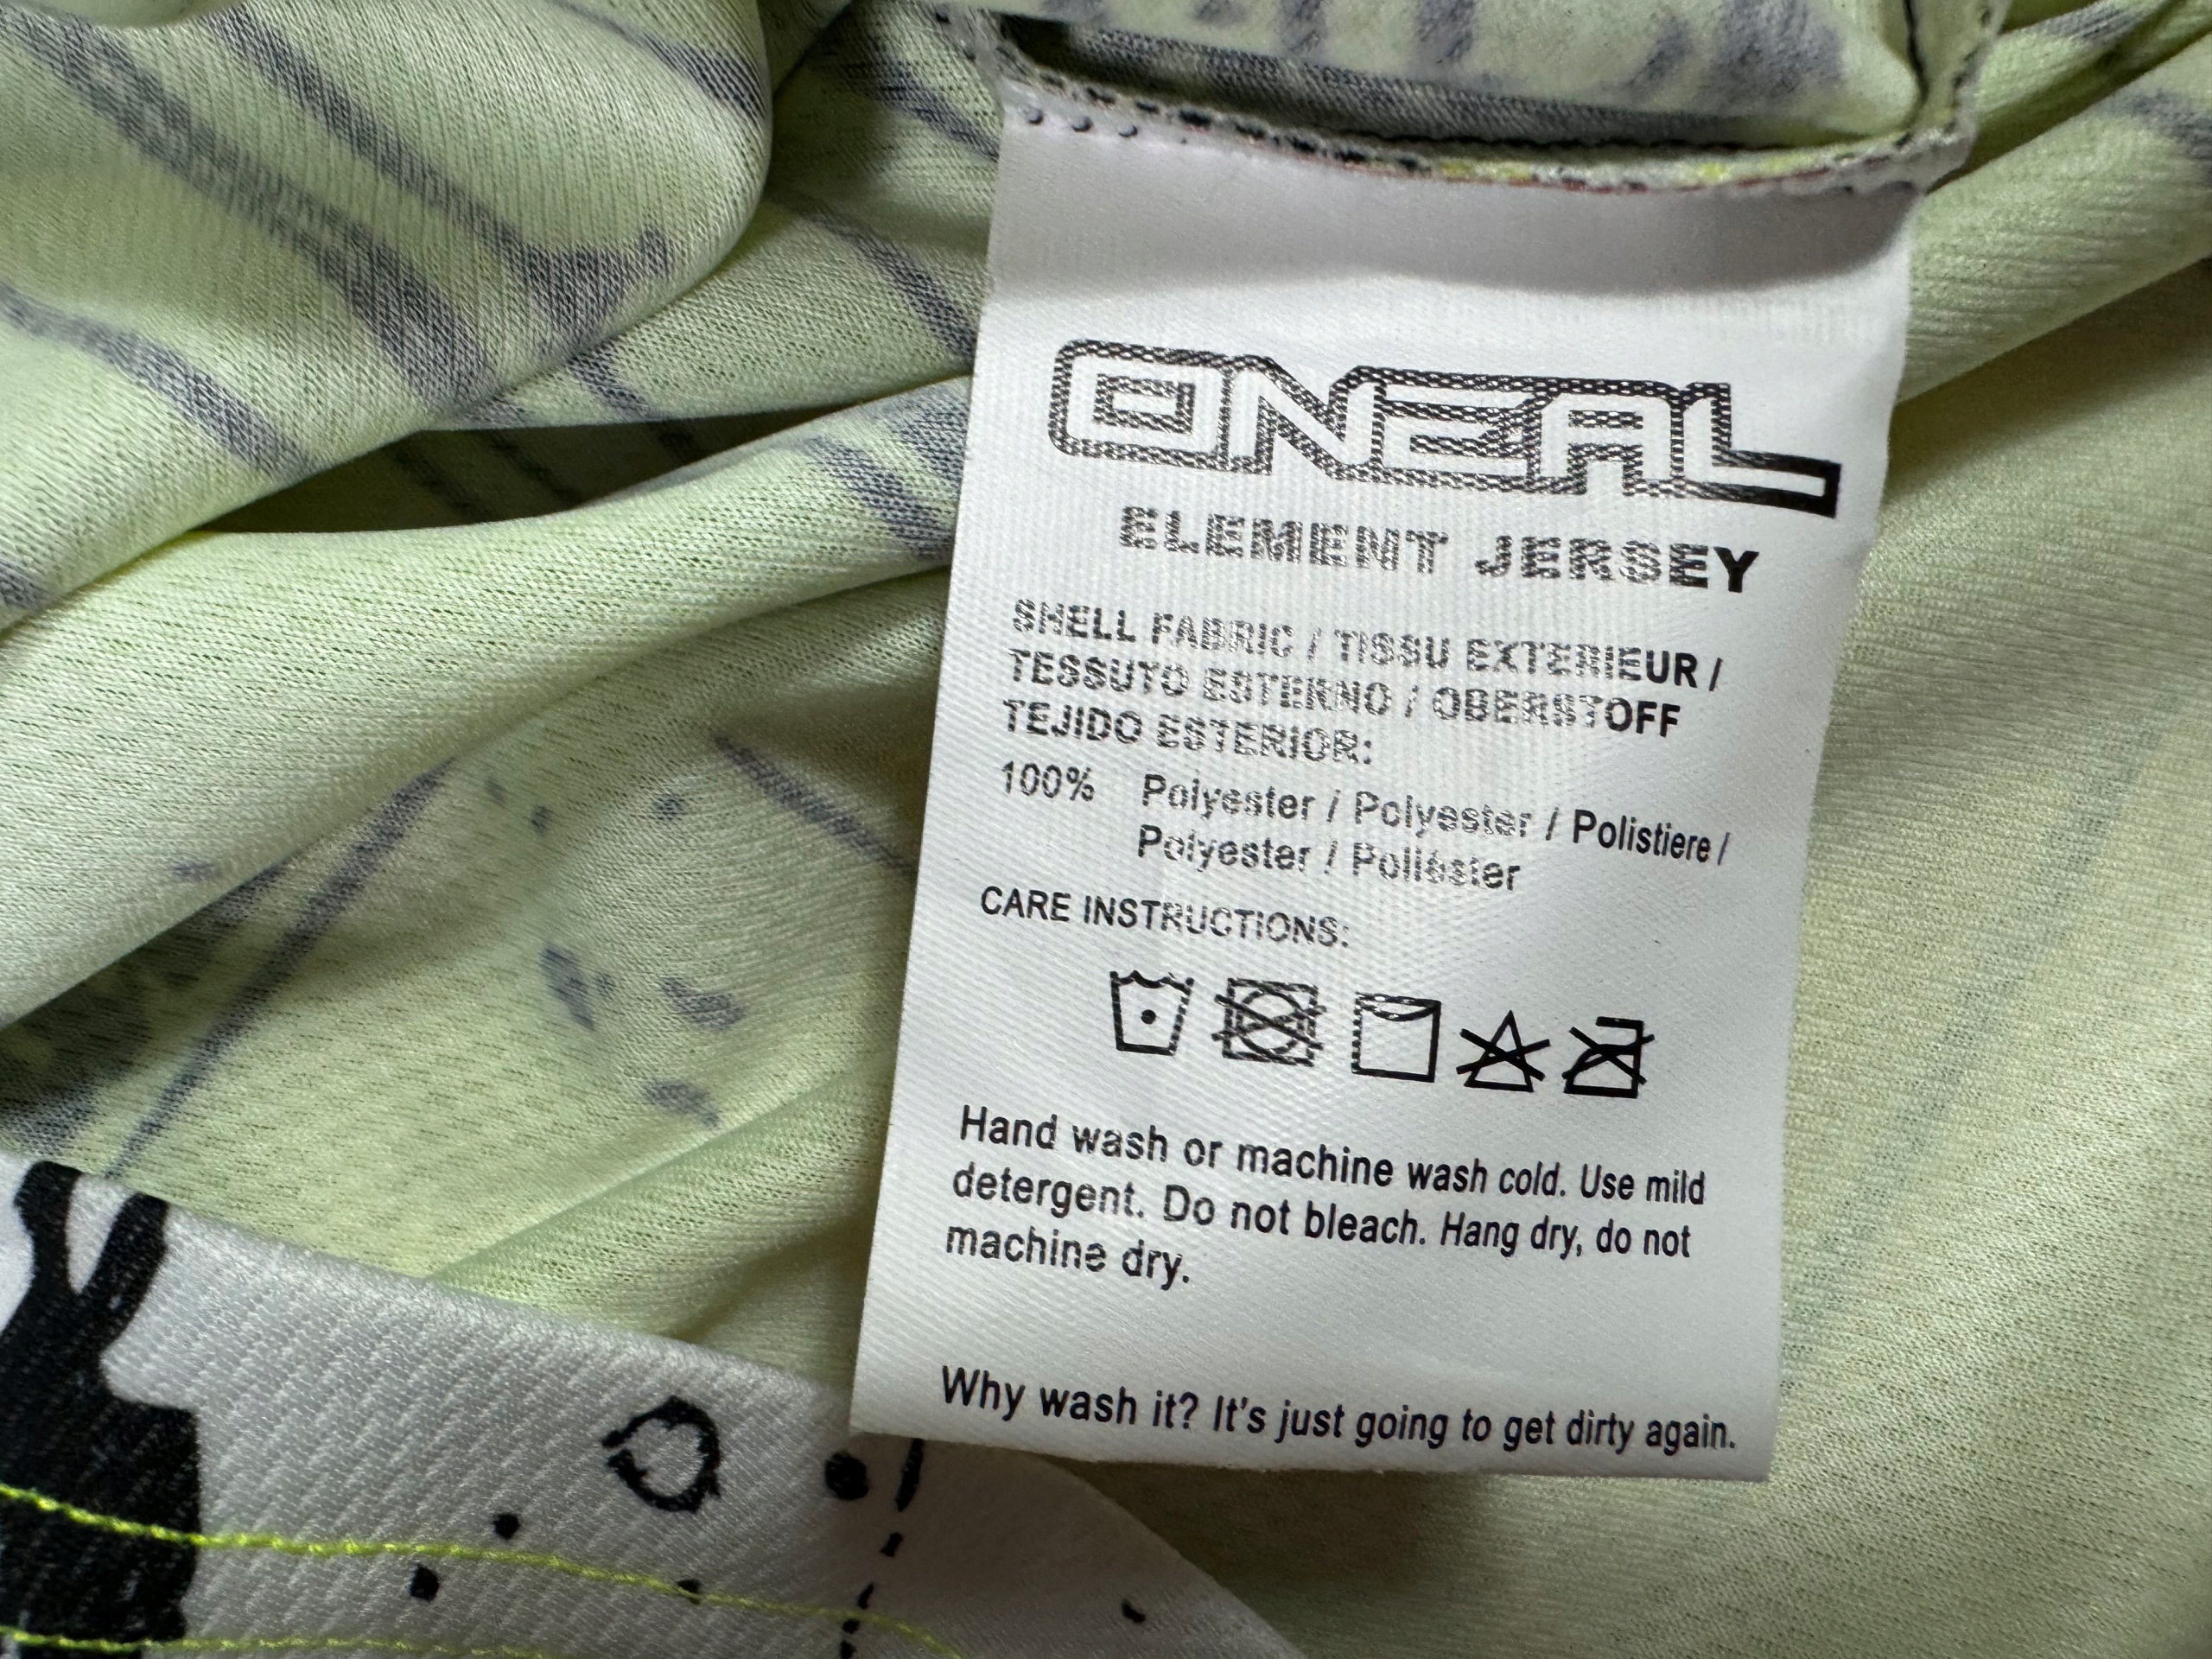 ONEAL
ELEMENT JERSEY
SHELL FABRIC / TISSU EXTERIEUR /
TESSUTO ESTERNO / OBERSTOFF
TEJIDO ESTERIOR:
100% Polyester / Polyester / Polistiere /
Polyester / Poliéster
CARE INSTRUCTIONS:
Hand wash or machine wash cold. Use mild
detergent. Do not bleach. Hang dry, do not
machine dry.
Why wash it? It's just going to get dirty again.